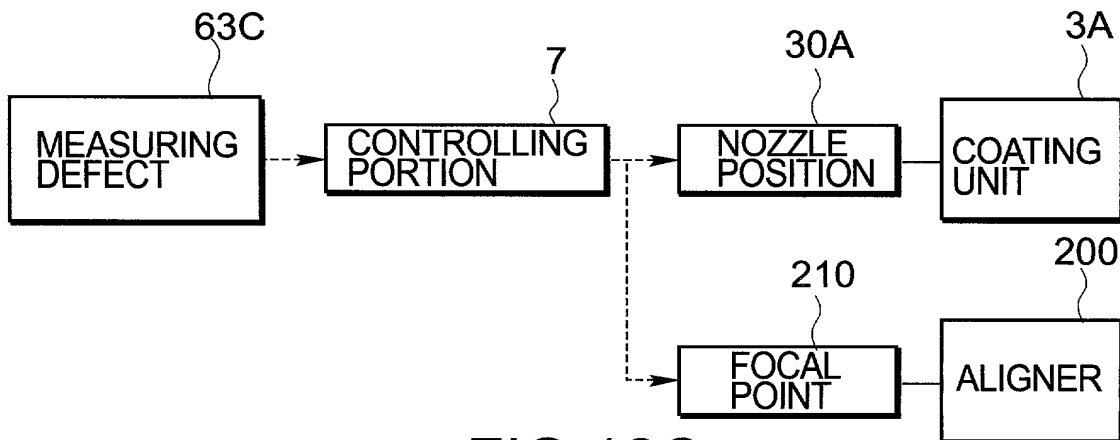 63C
7
30A
3A
MEASURING
DEFECT
CONTROLLING
PORTION
NOZZLE
POSITION
COATING
UNIT
210
200
FOCAL
POINT
ALIGNER